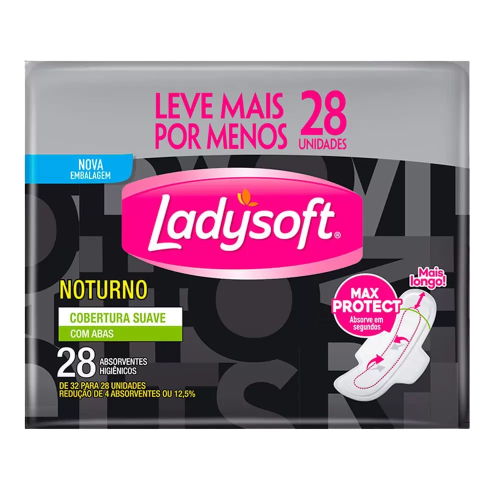 LEVE MAIS
POR MENOS
28
UNIDADES
NOVA
EMBALAGEM
Ladysoft®
NOTURNO
COBERTURA SUAVE
COM ABAS
28 ABSORVENTES
HIGIÊNICOS
DE 32 PARA 28 UNIDADES
REDUÇÃO DE 4 ABSORVENTES OU 12,5%
MAX
PROTECT
Absorve em
segundos
Mais
longo!